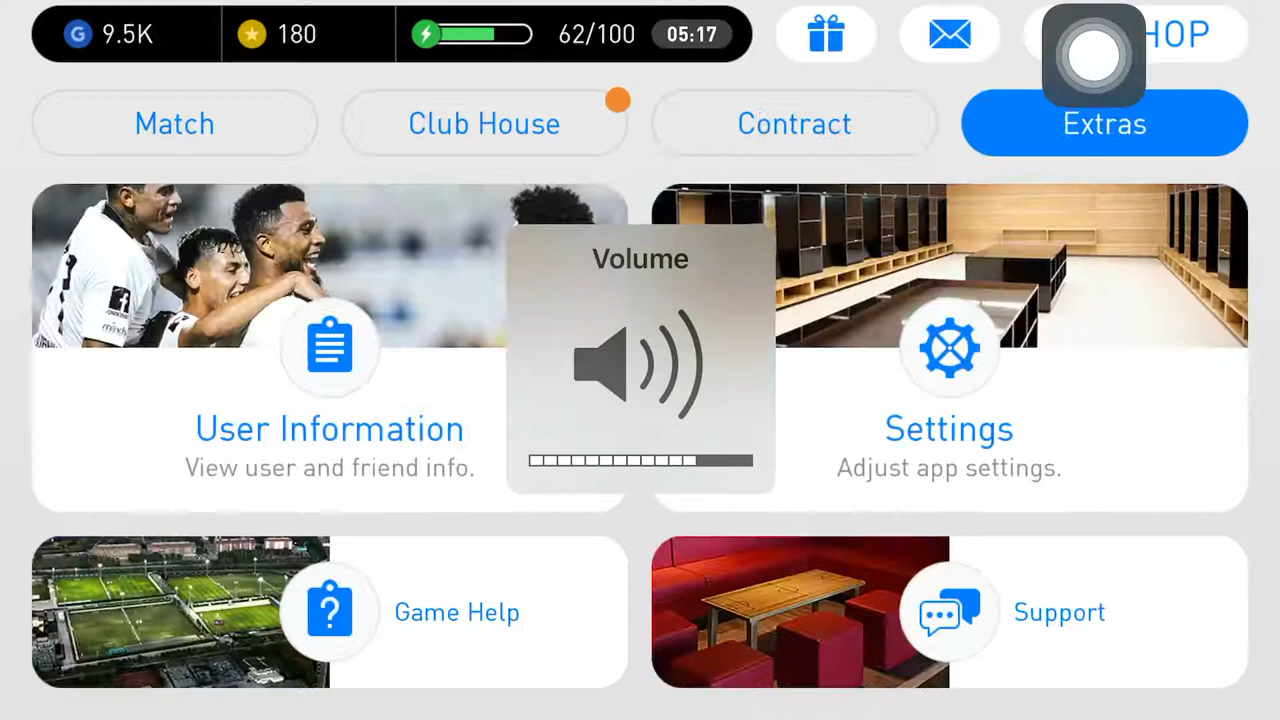 G 9.5K
180
62/100 05:17
HOP
Match
Club House
Contract
Extras
Volume
User Information
View user and friend info.
Settings
Adjust app settings.
Game Help
Support